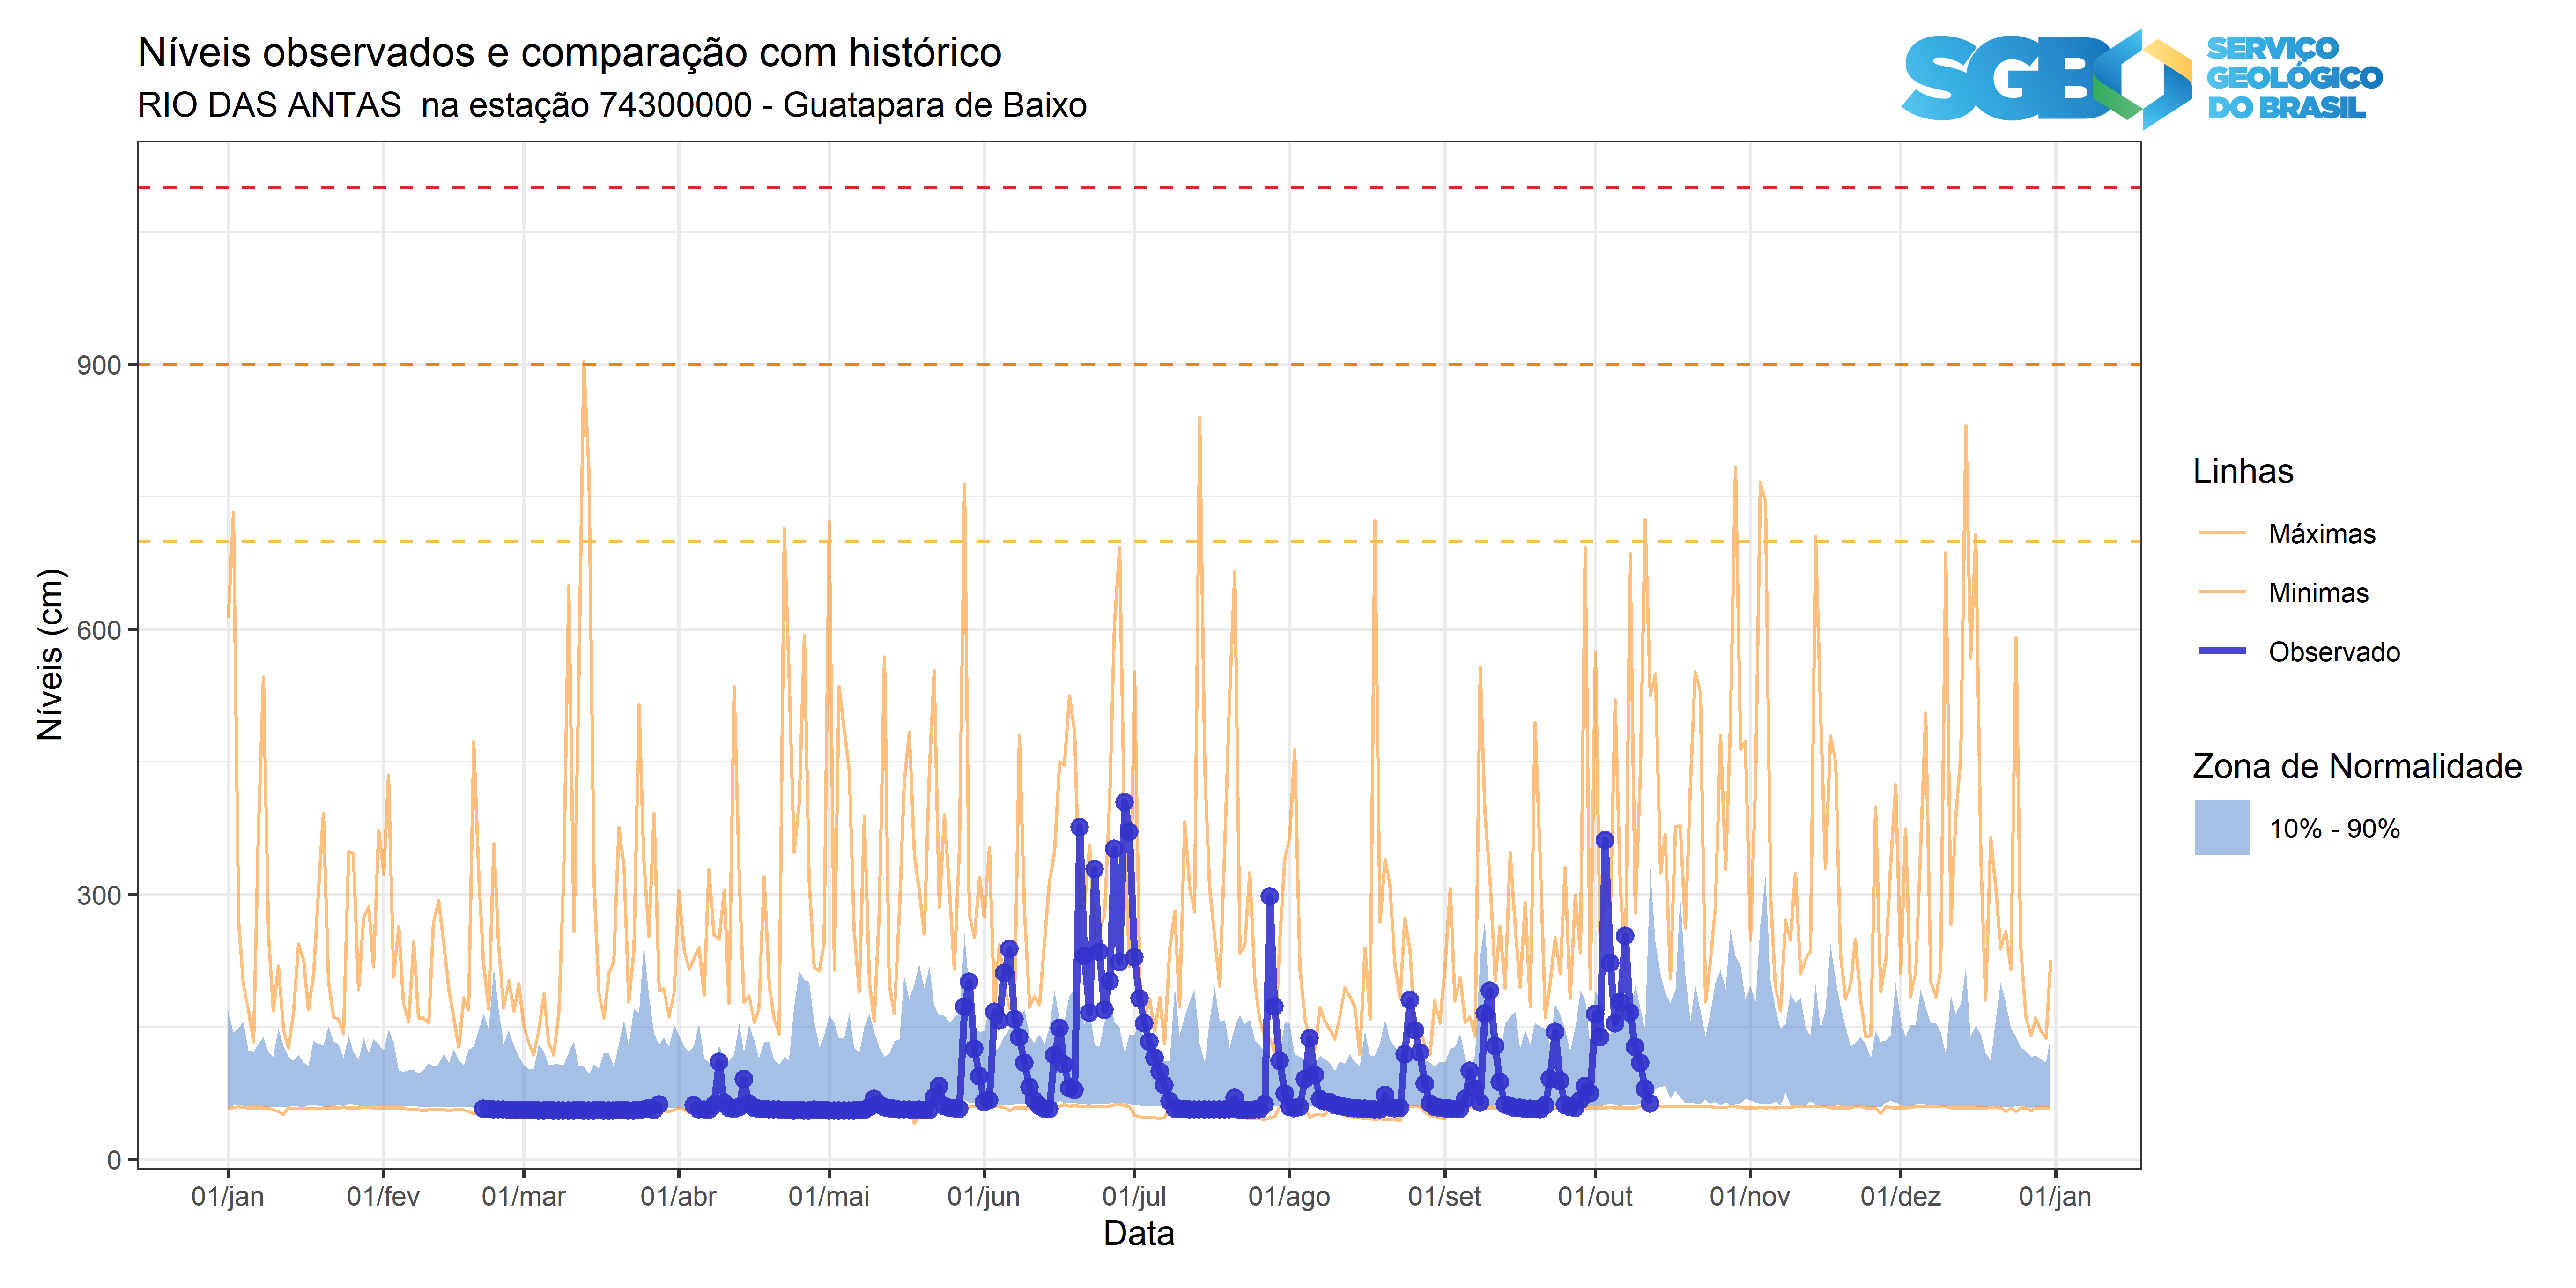 Níveis observados e comparação com histórico
RIO DAS ANTAS  na estação 74300000 - Guatapara de Baixo
SGB
SERVIÇO
GEOLÓGICO
DO BRASIL
Níveis (cm)
900
600
300
0
01/jan
01/fev
01/mar
01/abr
01/mai
01/jun
01/jul
01/ago
01/set
01/out
01/nov
01/dez
01/jan
Data
Linhas
Máximas
Minimas
Observado
Zona de Normalidade
10% - 90%